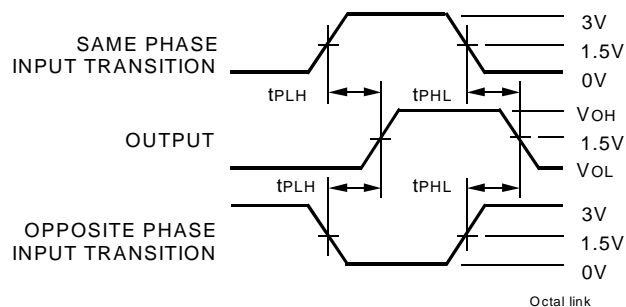 SAME PHASE
INPUT TRANSITION
3V
1.5V
0V
tPLH
tPHL
OUTPUT
VOH
1.5V
VOL
tPLH
tPHL
OPPOSITE PHASE
INPUT TRANSITION
3V
1.5V
0V
Octal link